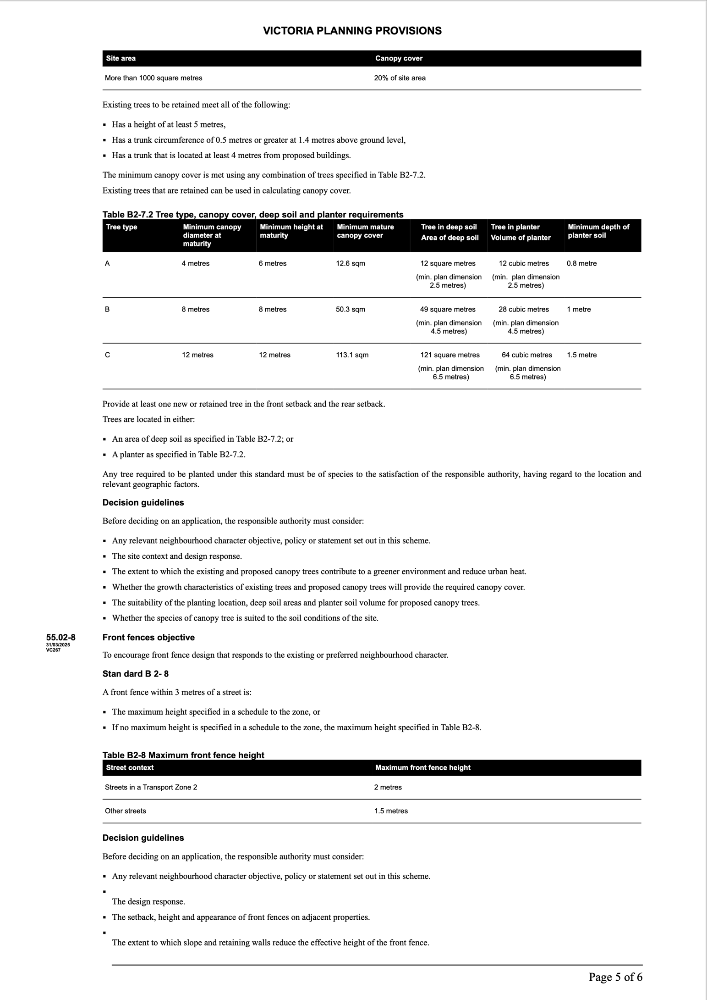 VICTORIA PLANNING PROVISIONS
Site area Canopy cover
More than 1000 square metres 20% of site area
Existing trees to be retained meet all of the following:
▪ Has a height of at least 5 metres,
▪ Has a trunk circumference of 0.5 metres or greater at 1.4 metres above ground level,
▪ Has a trunk that is located at least 4 metres from proposed buildings.
The minimum canopy cover is met using any combination of trees specified in Table B2-7.2.
Existing trees that are retained can be used in calculating canopy cover.
Table B2-7.2 Tree type, canopy cover, deep soil and planter requirements
Tree type Minimum canopy diameter at maturity Minimum height at maturity Minimum mature canopy cover Tree in deep soil Area of deep soil Tree in planter Volume of planter Minimum depth of planter soil
A 4 metres 6 metres 12.6 sqm 12 square metres (min. plan dimension 2.5 metres) 12 cubic metres (min. plan dimension 2.5 metres) 0.8 metre
B 8 metres 8 metres 50.3 sqm 49 square metres (min. plan dimension 4.5 metres) 28 cubic metres (min. plan dimension 4.5 metres) 1 metre
C 12 metres 12 metres 113.1 sqm 121 square metres (min. plan dimension 6.5 metres) 64 cubic metres (min. plan dimension 6.5 metres) 1.5 metre
Provide at least one new or retained tree in the front setback and the rear setback.
Trees are located in either:
▪ An area of deep soil as specified in Table B2-7.2; or
▪ A planter as specified in Table B2-7.2.
Any tree required to be planted under this standard must be of species to the satisfaction of the responsible authority, having regard to the location and
relevant geographic factors.
Decision guidelines
Before deciding on an application, the responsible authority must consider:
▪ Any relevant neighbourhood character objective, policy or statement set out in this scheme.
▪ The site context and design response.
▪ The extent to which the existing and proposed canopy trees contribute to a greener environment and reduce urban heat.
▪ Whether the growth characteristics of existing trees and proposed canopy trees will provide the required canopy cover.
▪ The suitability of the planting location, deep soil areas and planter soil volume for proposed canopy trees.
▪ Whether the species of canopy tree is suited to the soil conditions of the site.
55.02-8 Front fences objective
31/03/2025
VC267
To encourage front fence design that responds to the existing or preferred neighbourhood character.
Stan dard B 2- 8
A front fence within 3 metres of a street is:
▪ The maximum height specified in a schedule to the zone, or
▪ If no maximum height is specified in a schedule to the zone, the maximum height specified in Table B2-8.
Table B2-8 Maximum front fence height
Street context Maximum front fence height
Streets in a Transport Zone 2 2 metres
Other streets 1.5 metres
Decision guidelines
Before deciding on an application, the responsible authority must consider:
▪ Any relevant neighbourhood character objective, policy or statement set out in this scheme.
▪
The design response.
▪ The setback, height and appearance of front fences on adjacent properties.
▪
The extent to which slope and retaining walls reduce the effective height of the front fence.
Page 5 of 6